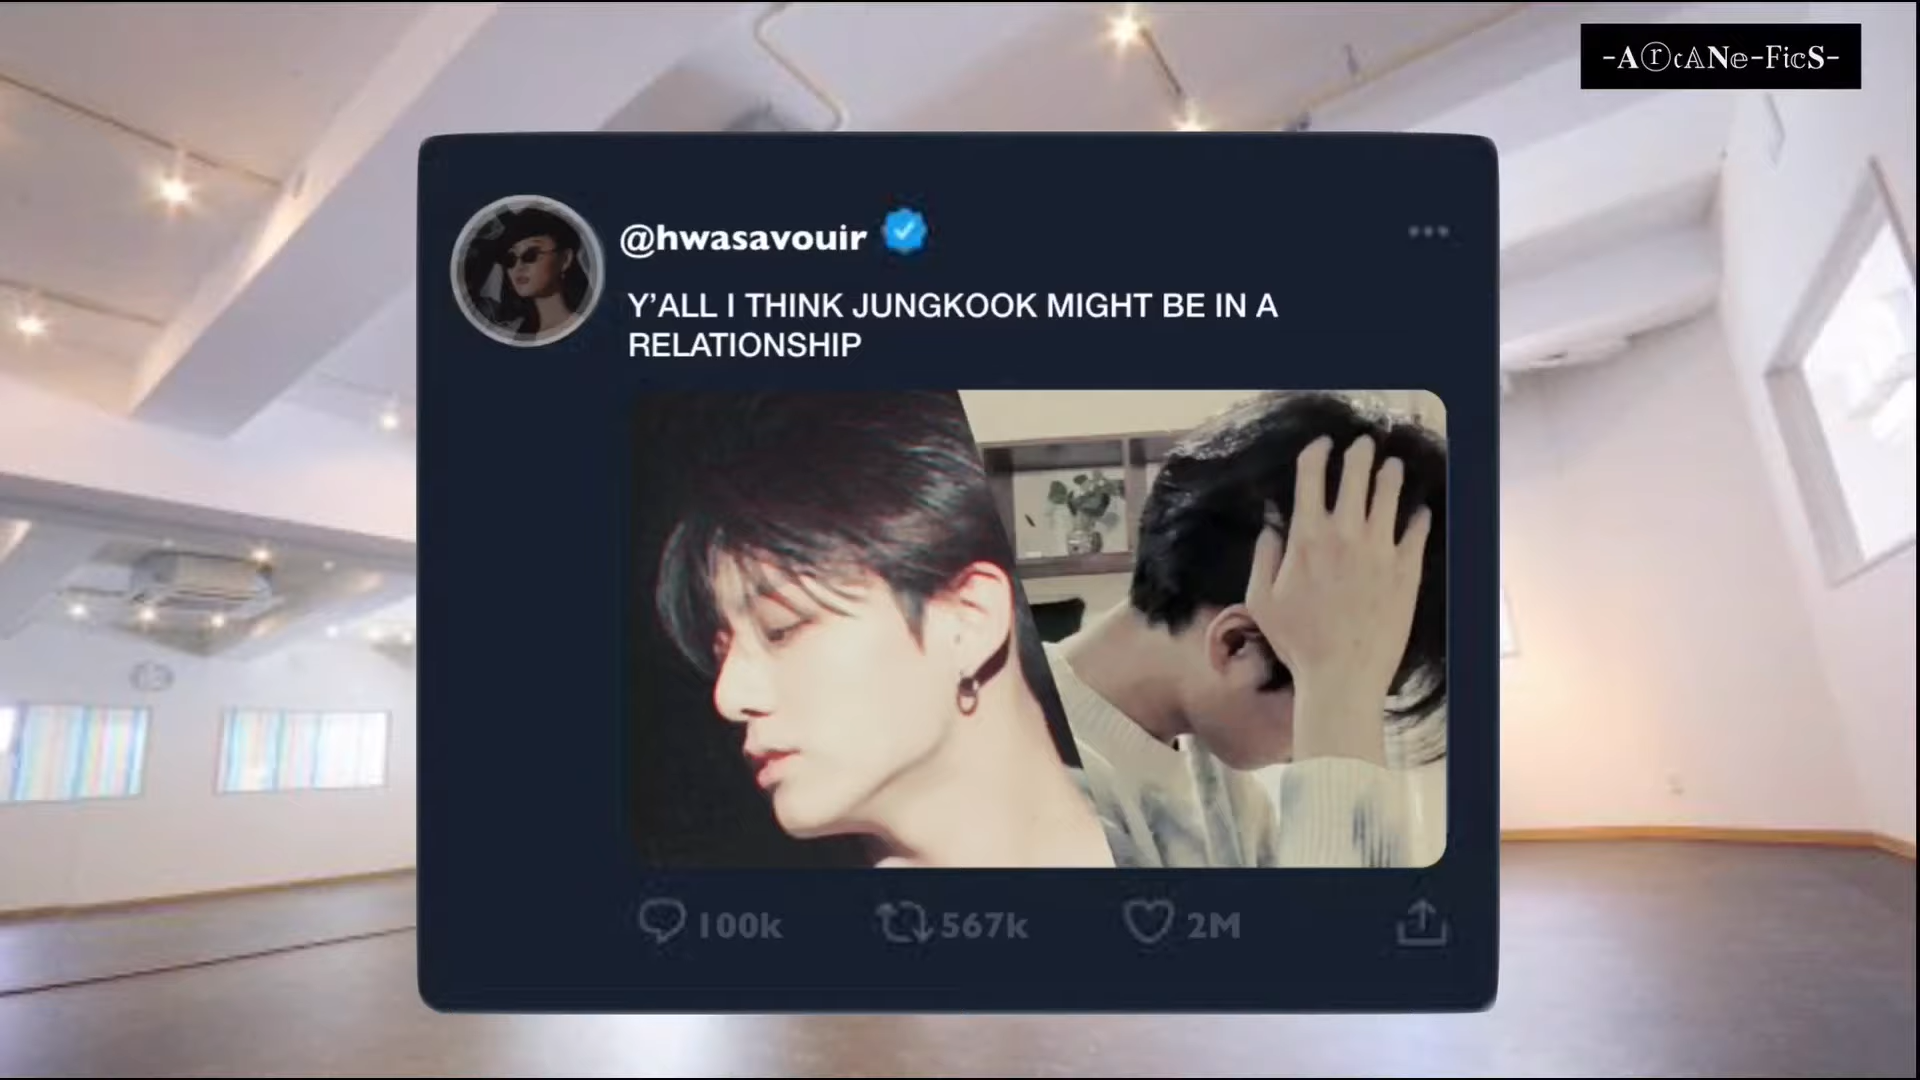 -ArcANe-FicS-
@hwasavouir
Y’ALL I THINK JUNGKOOK MIGHT BE IN A
RELATIONSHIP
100k 567k 2M